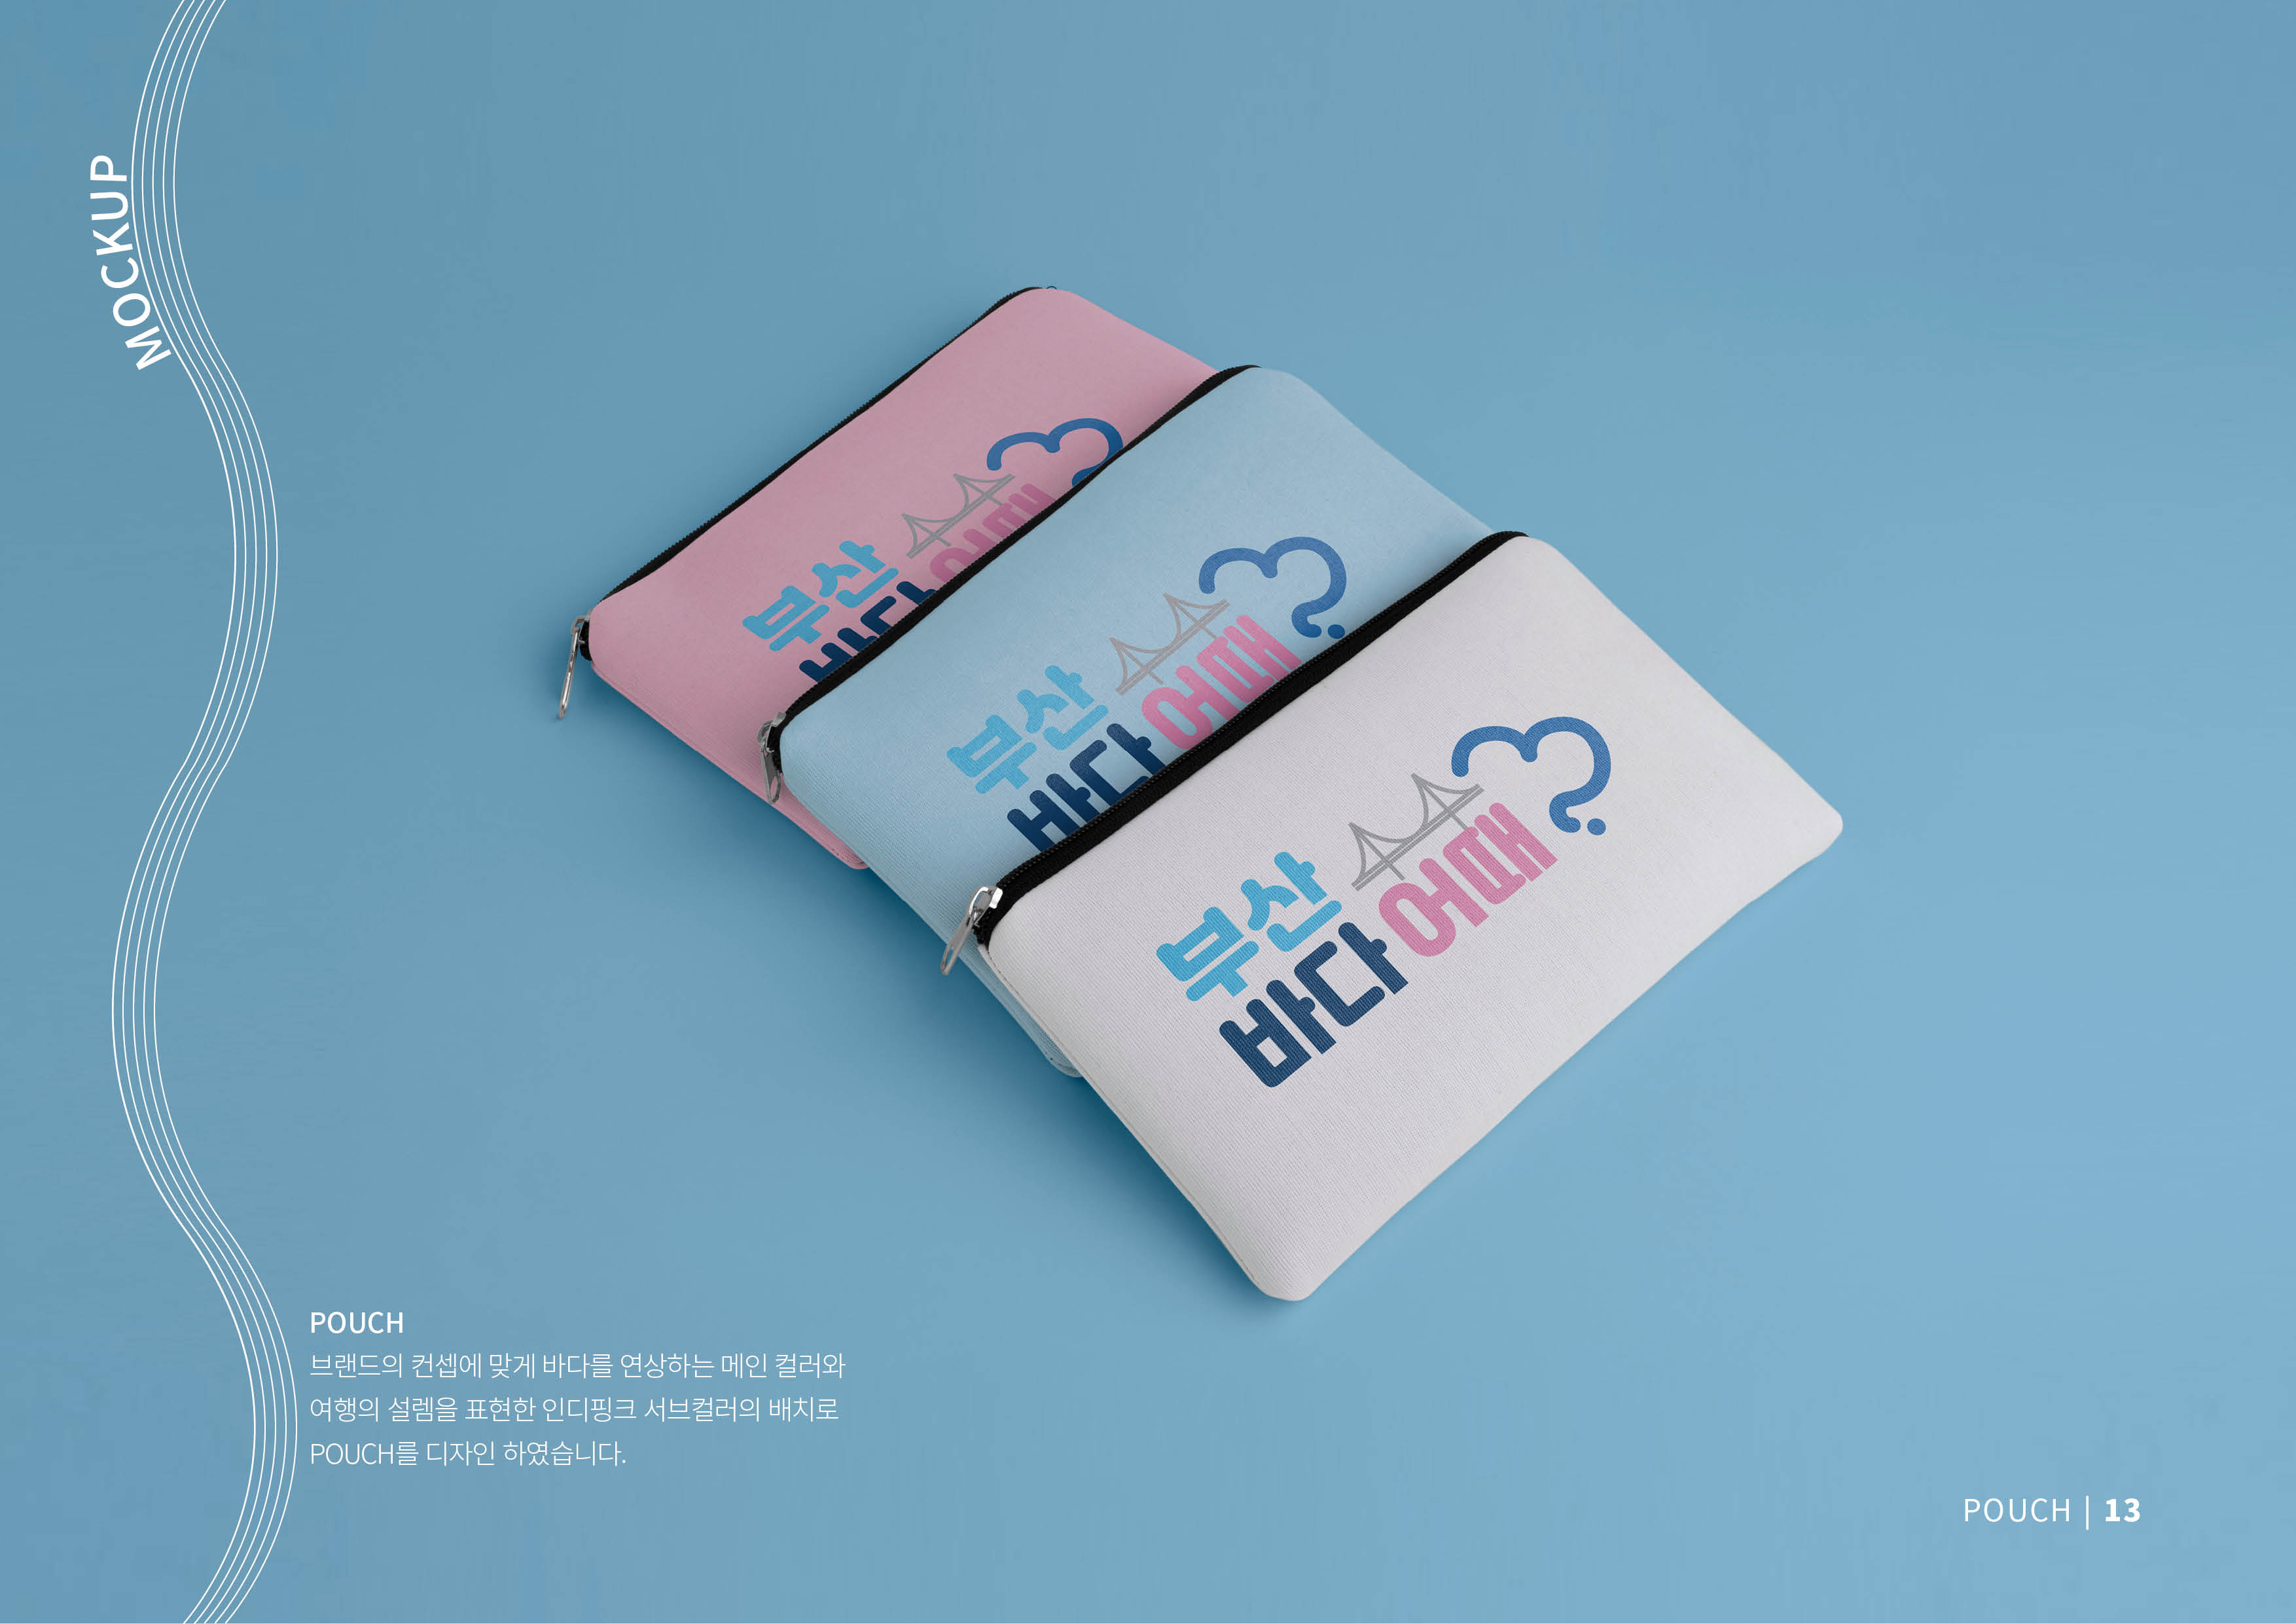 MOCKUP
부산
바다 어때
부산
바다 어때
부산
바다 어때
POUCH
브랜드의 컨셉에 맞게 바다를 연상하는 메인 컬러와
여행의 설렘을 표현한 인디핑크 서브컬러의 배치로
POUCH를 디자인 하였습니다.
POUCH | 13